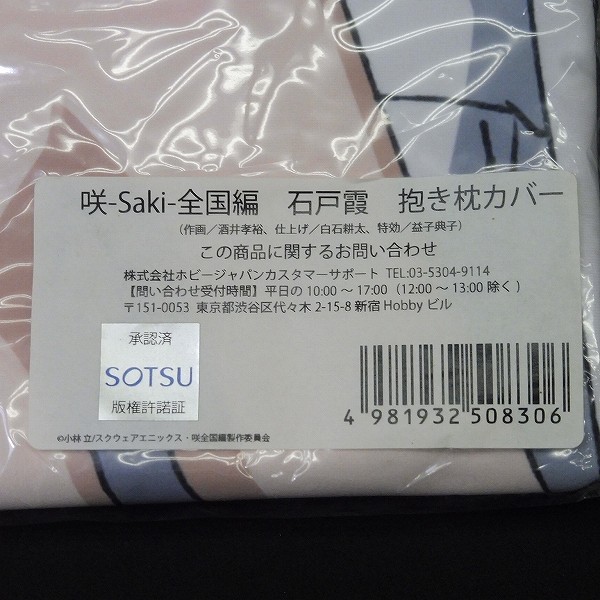 咲-Saki-全国編　石戸霞　抱き枕カバー
(作画／酒井孝裕、仕上げ／白石耕太、特効／益子典子)
この商品に関するお問い合わせ
株式会社ホビージャパンカスタマーサポート TEL:03-5304-9114
【問い合わせ受付時間】平日の 10:00 ～ 17:00（12:00 ～ 13:00 除く）
〒151-0053 東京都渋谷区代々木 2-15-8 新宿 Hobby ビル
承認済
SOTSU
版権許諾証
4 981932 508306
©小林 立/スクウェアエニックス・咲全国編製作委員会